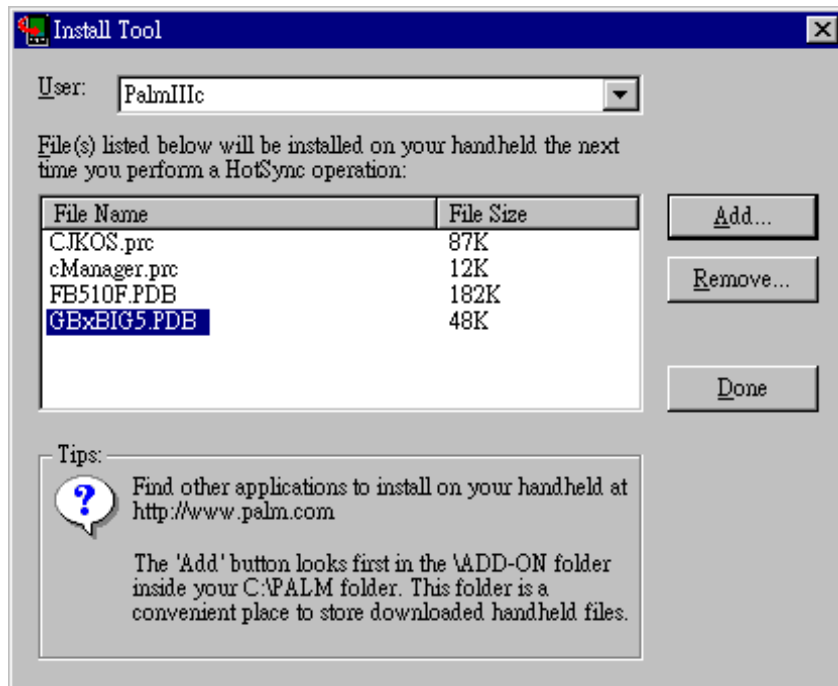 Install Tool
User: PalmIIIc
File(s) listed below will be installed on your handheld the next
time you perform a HotSync operation:
File Name File Size
CJKOS.prc 87K
cManager.prc 12K
FB510F.PDB 182K
GBxBIG5.PDB 48K
Add...
Remove...
Done
Tips:
Find other applications to install on your handheld at
http://www.palm.com
The 'Add' button looks first in the \ADD-ON folder
inside your C:\PALM folder. This folder is a
convenient place to store downloaded handheld files.